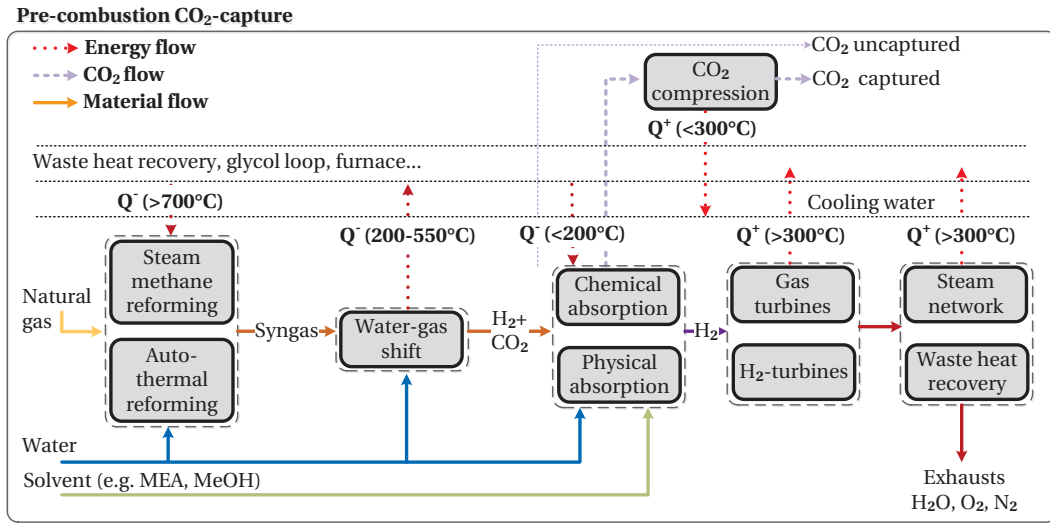 Pre-combustion CO₂-capture
Energy flow
CO₂ flow
Material flow
CO₂ uncaptured
CO₂ captured
CO₂
compression
Q⁺ (<300°C)
Waste heat recovery, glycol loop, furnace...
Cooling water
Q⁻ (>700°C)
Q⁻ (200-550°C)
Q⁻ (<200°C)
Q⁺ (>300°C)
Q⁺ (>300°C)
Natural
gas
Steam
methane
reforming
Auto-
thermal
reforming
Syngas
Water-gas
shift
H₂+
CO₂
Chemical
absorption
Physical
absorption
H₂
Gas
turbines
H₂-turbines
Steam
network
Waste heat
recovery
Water
Solvent (e.g. MEA, MeOH)
Exhausts
H₂O, O₂, N₂